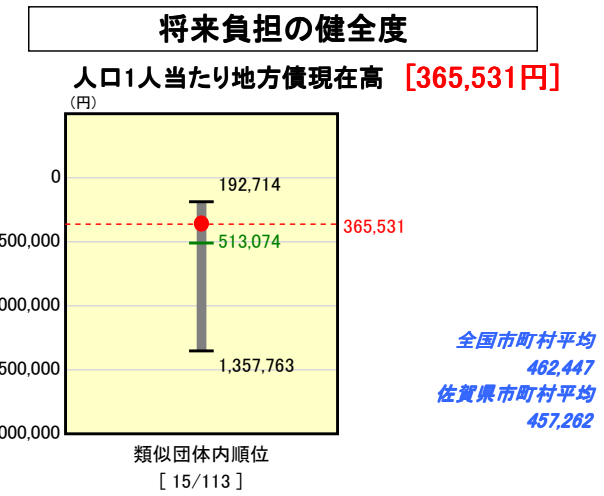 将来負担の健全度
人口1人当たり地方債現在高 [365,531円]
(円)
0
192,714
365,531
500,000
513,074
000,000
500,000
1,357,763
000,000
全国市町村平均
462,447
佐賀県市町村平均
457,262
類似団体内順位
[ 15/113 ]